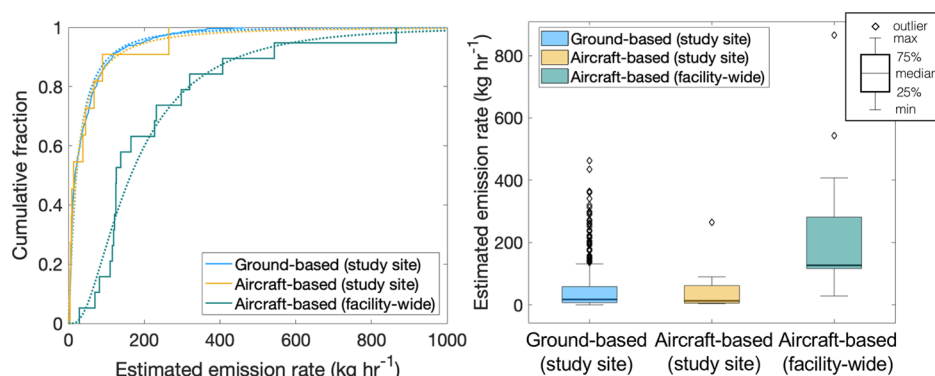 Cumulative fraction
1
0.8
0.6
0.4
0.2
0
Ground-based (study site)
Aircraft-based (study site)
Aircraft-based (facility-wide)
0 200 400 600 800 1000
Estimated emission rate (kg hr⁻¹)
Estimated emission rate (kg hr⁻¹)
800
600
400
200
0
Ground-based (study site)
Aircraft-based (study site)
Aircraft-based (facility-wide)
outlier
max
75%
median
25%
min
Ground-based Aircraft-based Aircraft-based
(study site) (study site) (facility-wide)